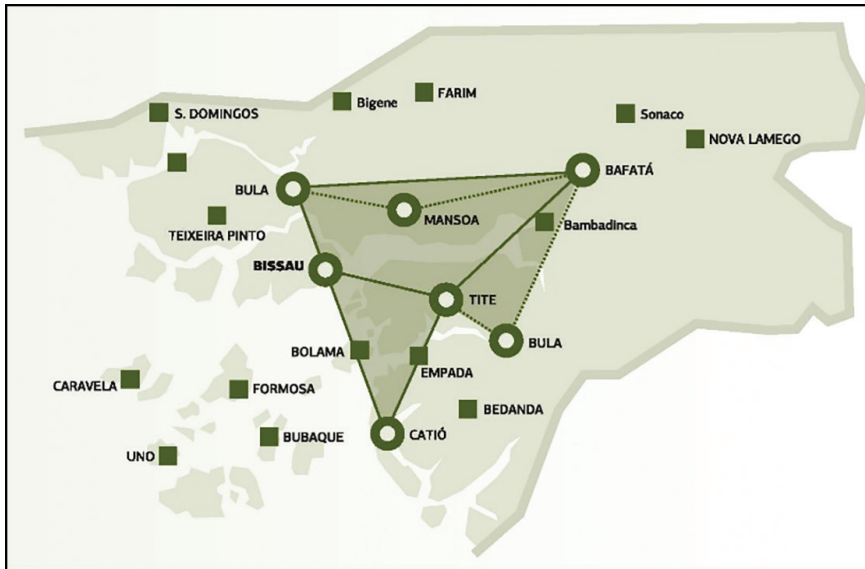 FARIM
Bigene
S. DOMINGOS
Sonaco
NOVA LAMEGO
BAFATÁ
BULA
MANSOA
Bambadinca
TEIXEIRA PINTO
BISSAU
TITE
BULA
BOLAMA
EMPADA
CARAVELA
FORMOSA
BEDANDA
BUBAQUE
CATIÓ
UNO